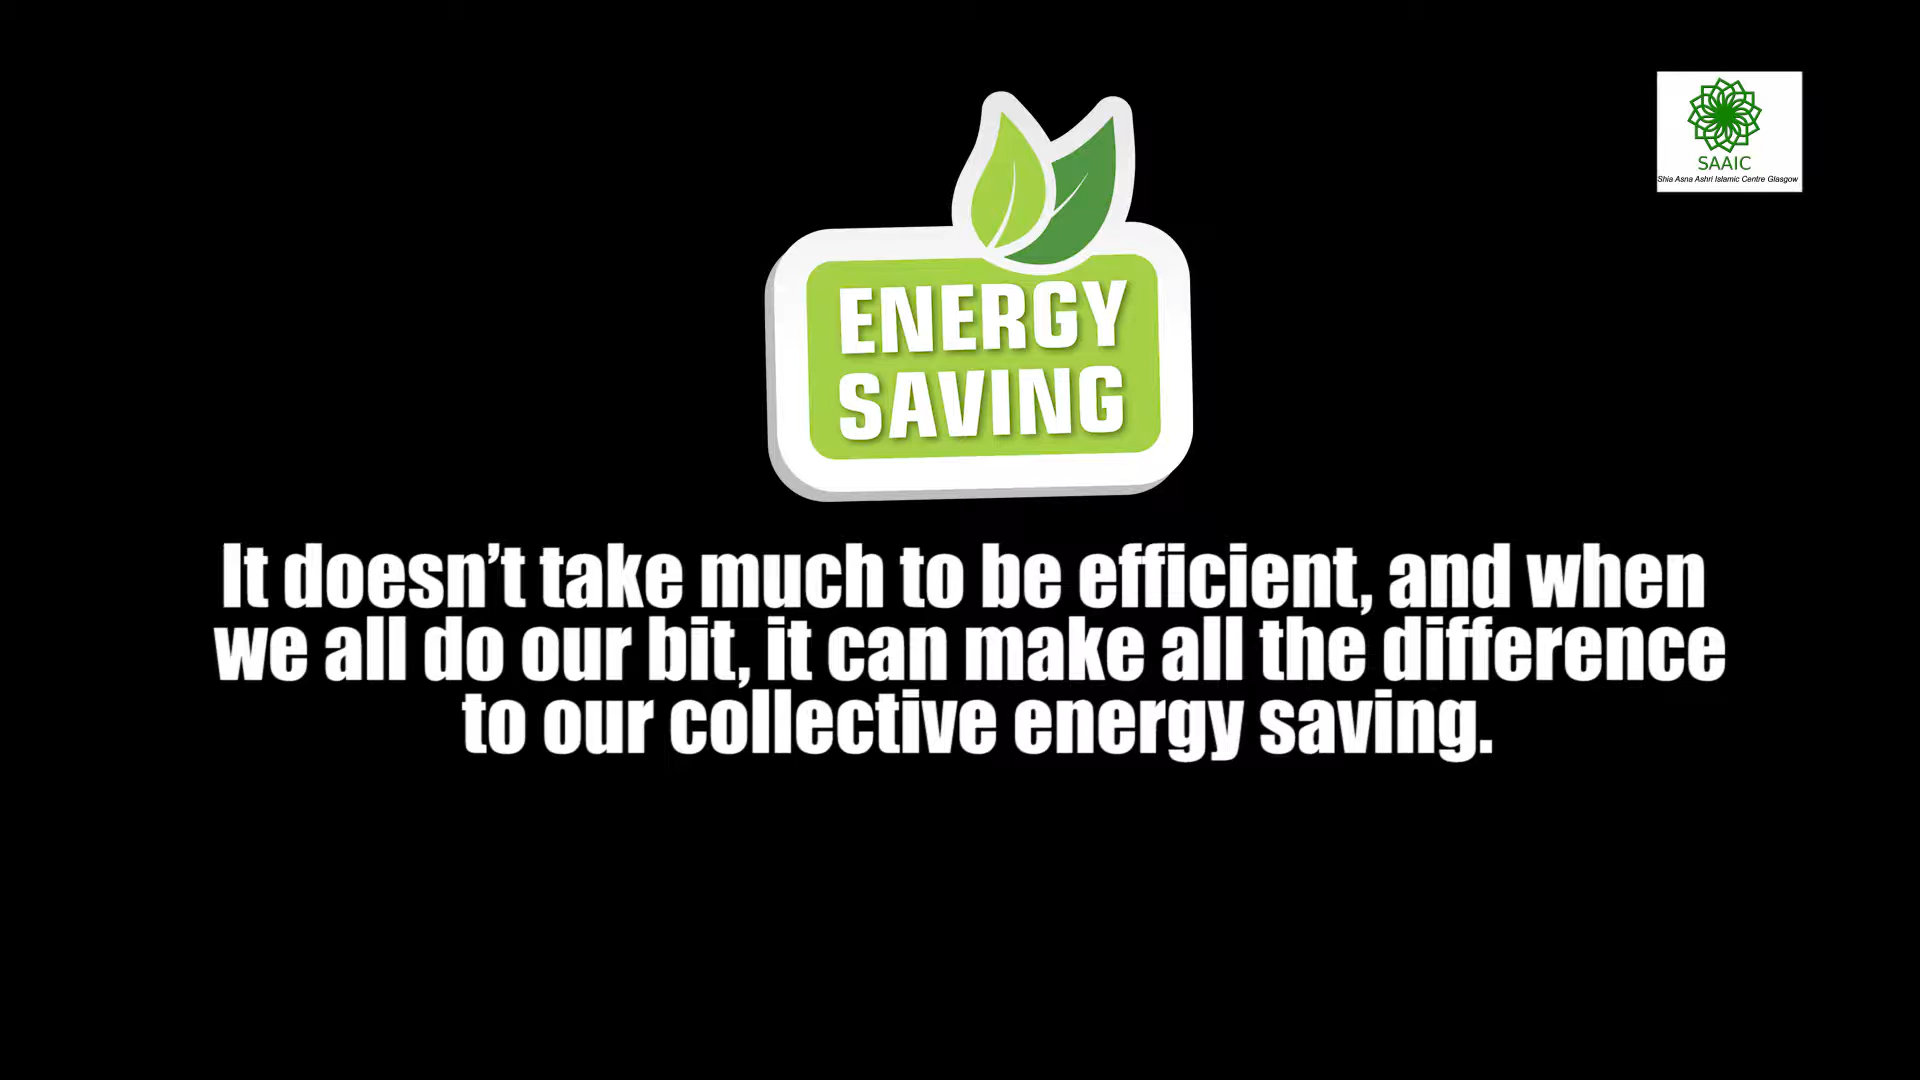 SAAIC
Shia Asna Ashri Islamic Centre Glasgow
ENERGY
SAVING
It doesn’t take much to be efficient, and when
we all do our bit, it can make all the difference
to our collective energy saving.